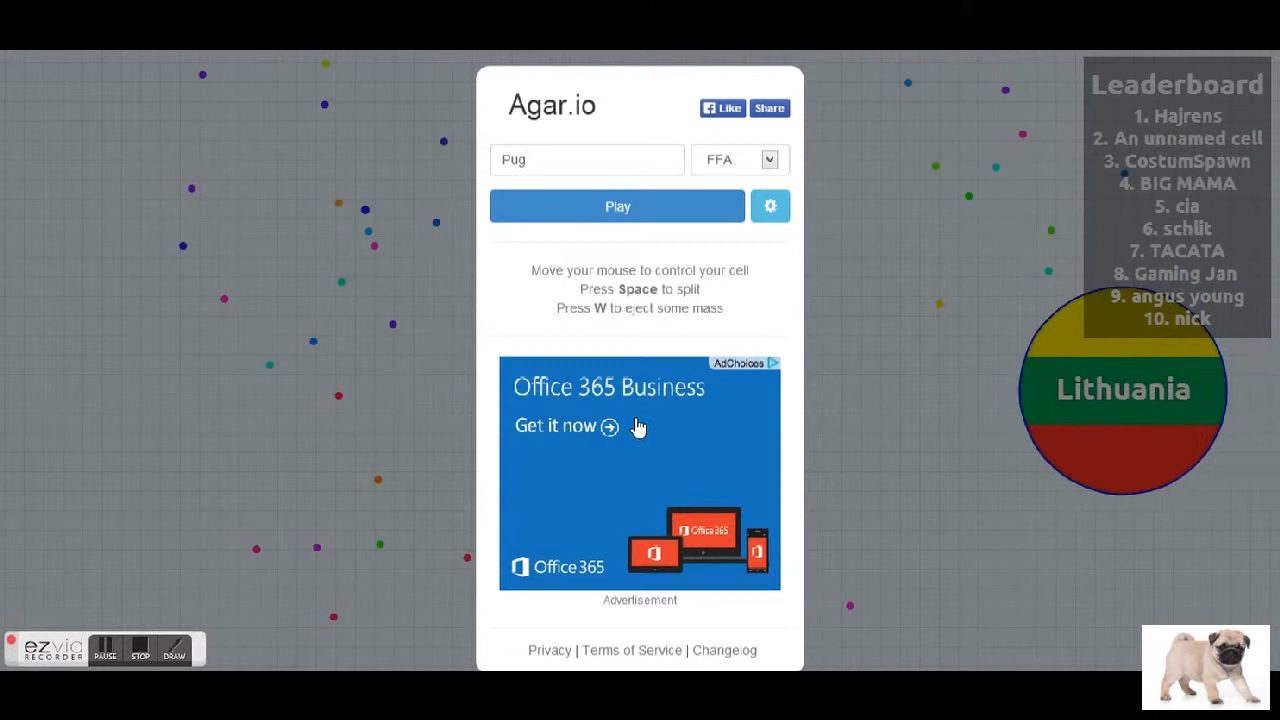 Agar.io
Like Share
Pug
FFA
Play
Move your mouse to control your cell
Press Space to split
Press W to eject some mass
AdChoices
Office 365 Business
Get it now
Office 365
Office 365
Advertisement
Privacy | Terms of Service | Changelog
Leaderboard
1. Hajrens
2. An unnamed cell
3. CostumSpawn
4. BIG MAMA
5. cia
6. schlit
7. TACATA
8. Gaming Jan
9. angus young
10. nick
Lithuania
ezvid
RECORDER
PAUSE STOP DRAW